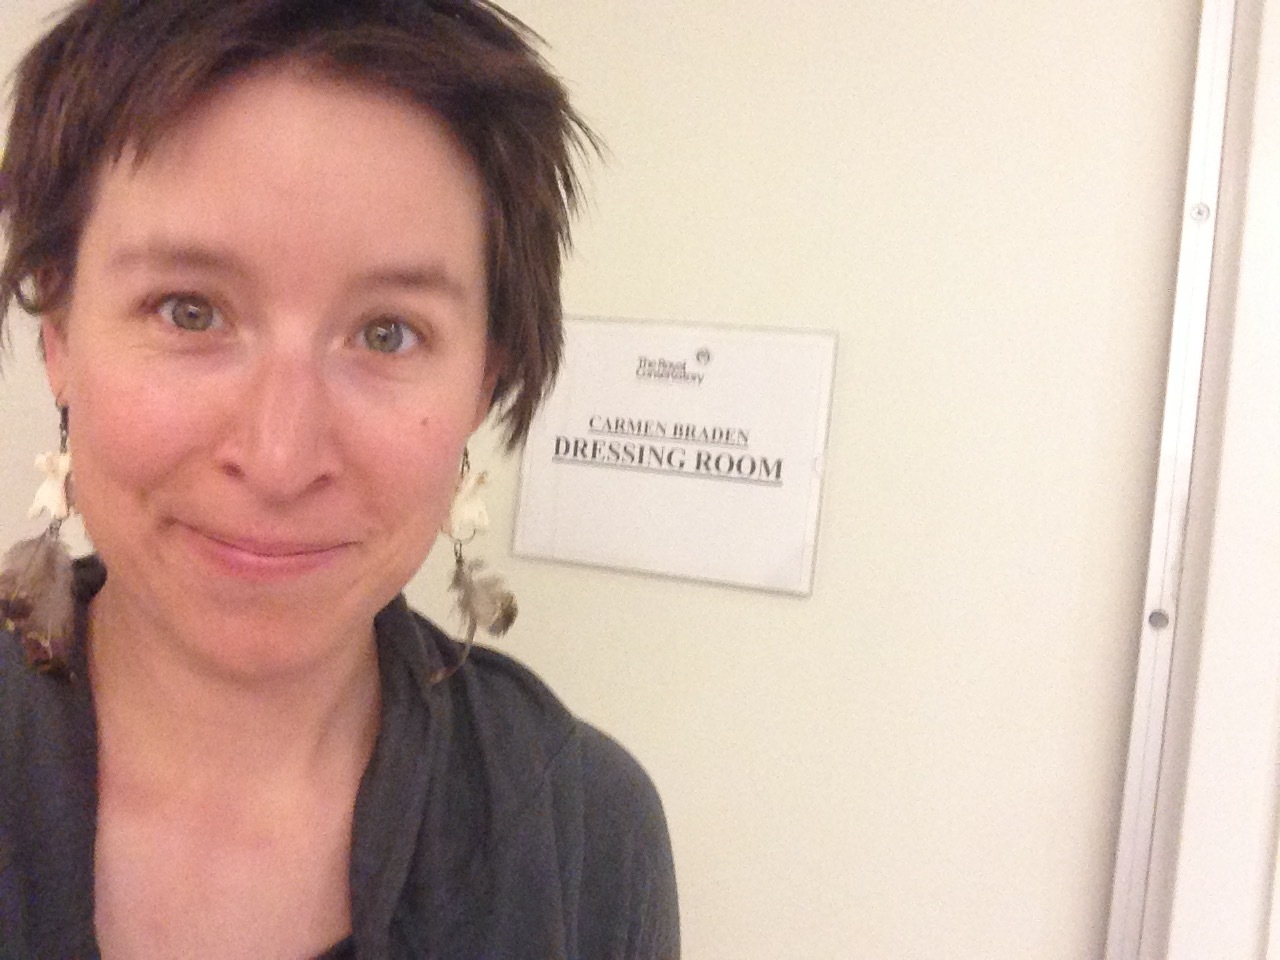 The Royal
Conservatory
CARMEN BRADEN
DRESSING ROOM